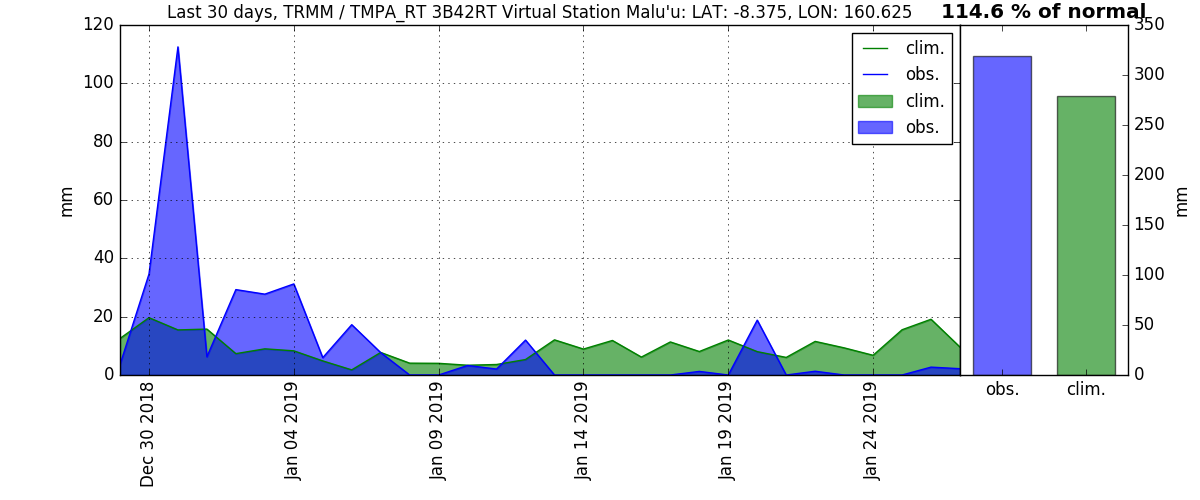 Last 30 days, TRMM / TMPA_RT 3B42RT Virtual Station Malu'u: LAT: -8.375, LON: 160.625
114.6 % of normal
120
100
80
60
40
20
0
mm
clim.
obs.
clim.
obs.
Dec 30 2018
Jan 04 2019
Jan 09 2019
Jan 14 2019
Jan 19 2019
Jan 24 2019
350
300
250
200
150
100
50
0
mm
obs.
clim.